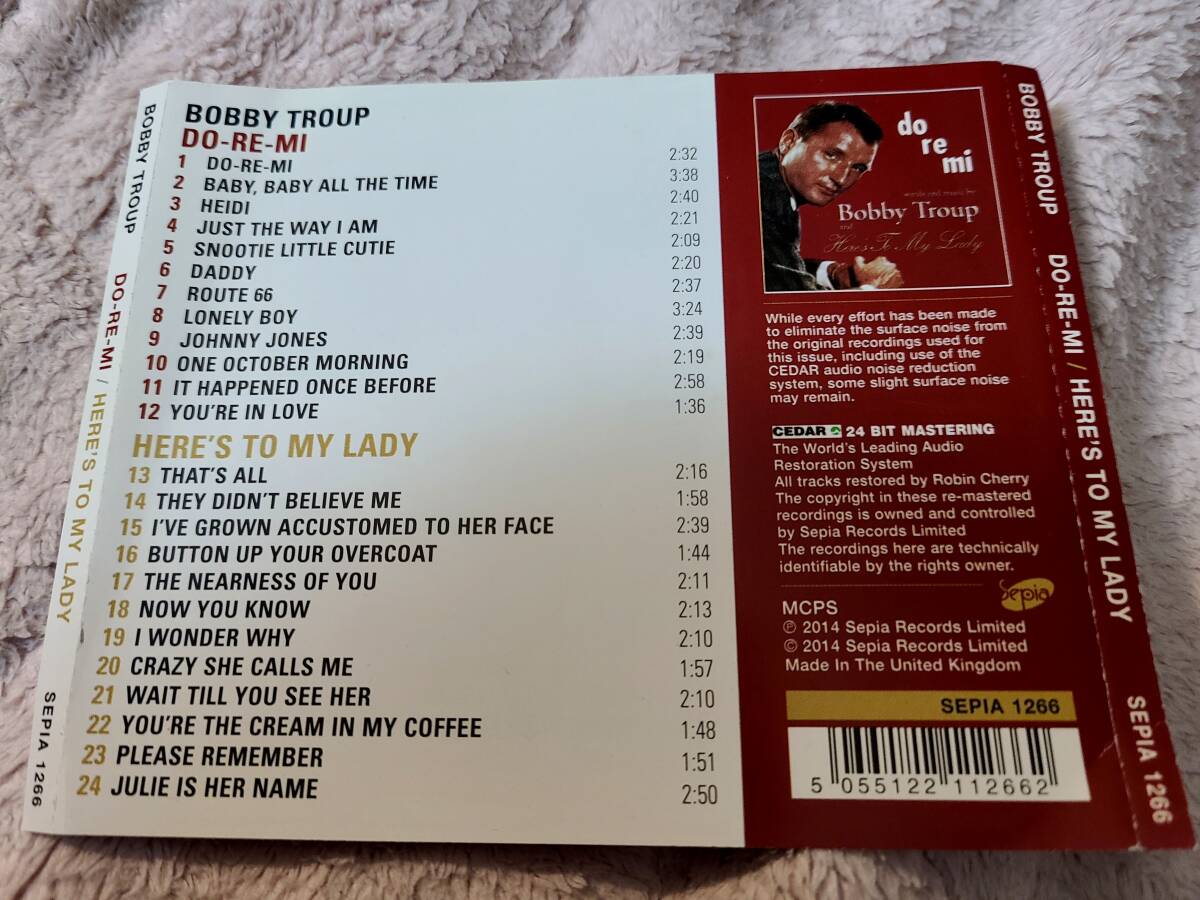 BOBBY TROUP DO-RE-MI / HERE'S TO MY LADY SEPIA 1266
BOBBY TROUP
DO-RE-MI
1 DO-RE-MI 2:32
2 BABY, BABY ALL THE TIME 3:38
3 HEIDI 2:40
4 JUST THE WAY I AM 2:21
5 SNOOTIE LITTLE CUTIE 2:09
6 DADDY 2:20
7 ROUTE 66 2:37
8 LONELY BOY 3:24
9 JOHNNY JONES 2:39
10 ONE OCTOBER MORNING 2:19
11 IT HAPPENED ONCE BEFORE 2:58
12 YOU'RE IN LOVE 1:36
HERE'S TO MY LADY
13 THAT'S ALL 2:16
14 THEY DIDN'T BELIEVE ME 1:58
15 I'VE GROWN ACCUSTOMED TO HER FACE 2:39
16 BUTTON UP YOUR OVERCOAT 1:44
17 THE NEARNESS OF YOU 2:11
18 NOW YOU KNOW 2:13
19 I WONDER WHY 2:10
20 CRAZY SHE CALLS ME 1:57
21 WAIT TILL YOU SEE HER 2:10
22 YOU'RE THE CREAM IN MY COFFEE 1:48
23 PLEASE REMEMBER 1:51
24 JULIE IS HER NAME 2:50
do
re
mi
words and music by
Bobby Troup
and
Here's To My Lady
While every effort has been made
to eliminate the surface noise from
the original recordings used for
this issue, including use of the
CEDAR audio noise reduction
system, some slight surface noise
may remain.
CEDAR 24 BIT MASTERING
The World's Leading Audio
Restoration System
All tracks restored by Robin Cherry
The copyright in these re-mastered
recordings is owned and controlled
by Sepia Records Limited
The recordings here are technically
identifiable by the rights owner.
Sepia
MCPS
℗ 2014 Sepia Records Limited
© 2014 Sepia Records Limited
Made In The United Kingdom
SEPIA 1266
5 055122 112662
BOBBY TROUP DO-RE-MI / HERE'S TO MY LADY SEPIA 1266